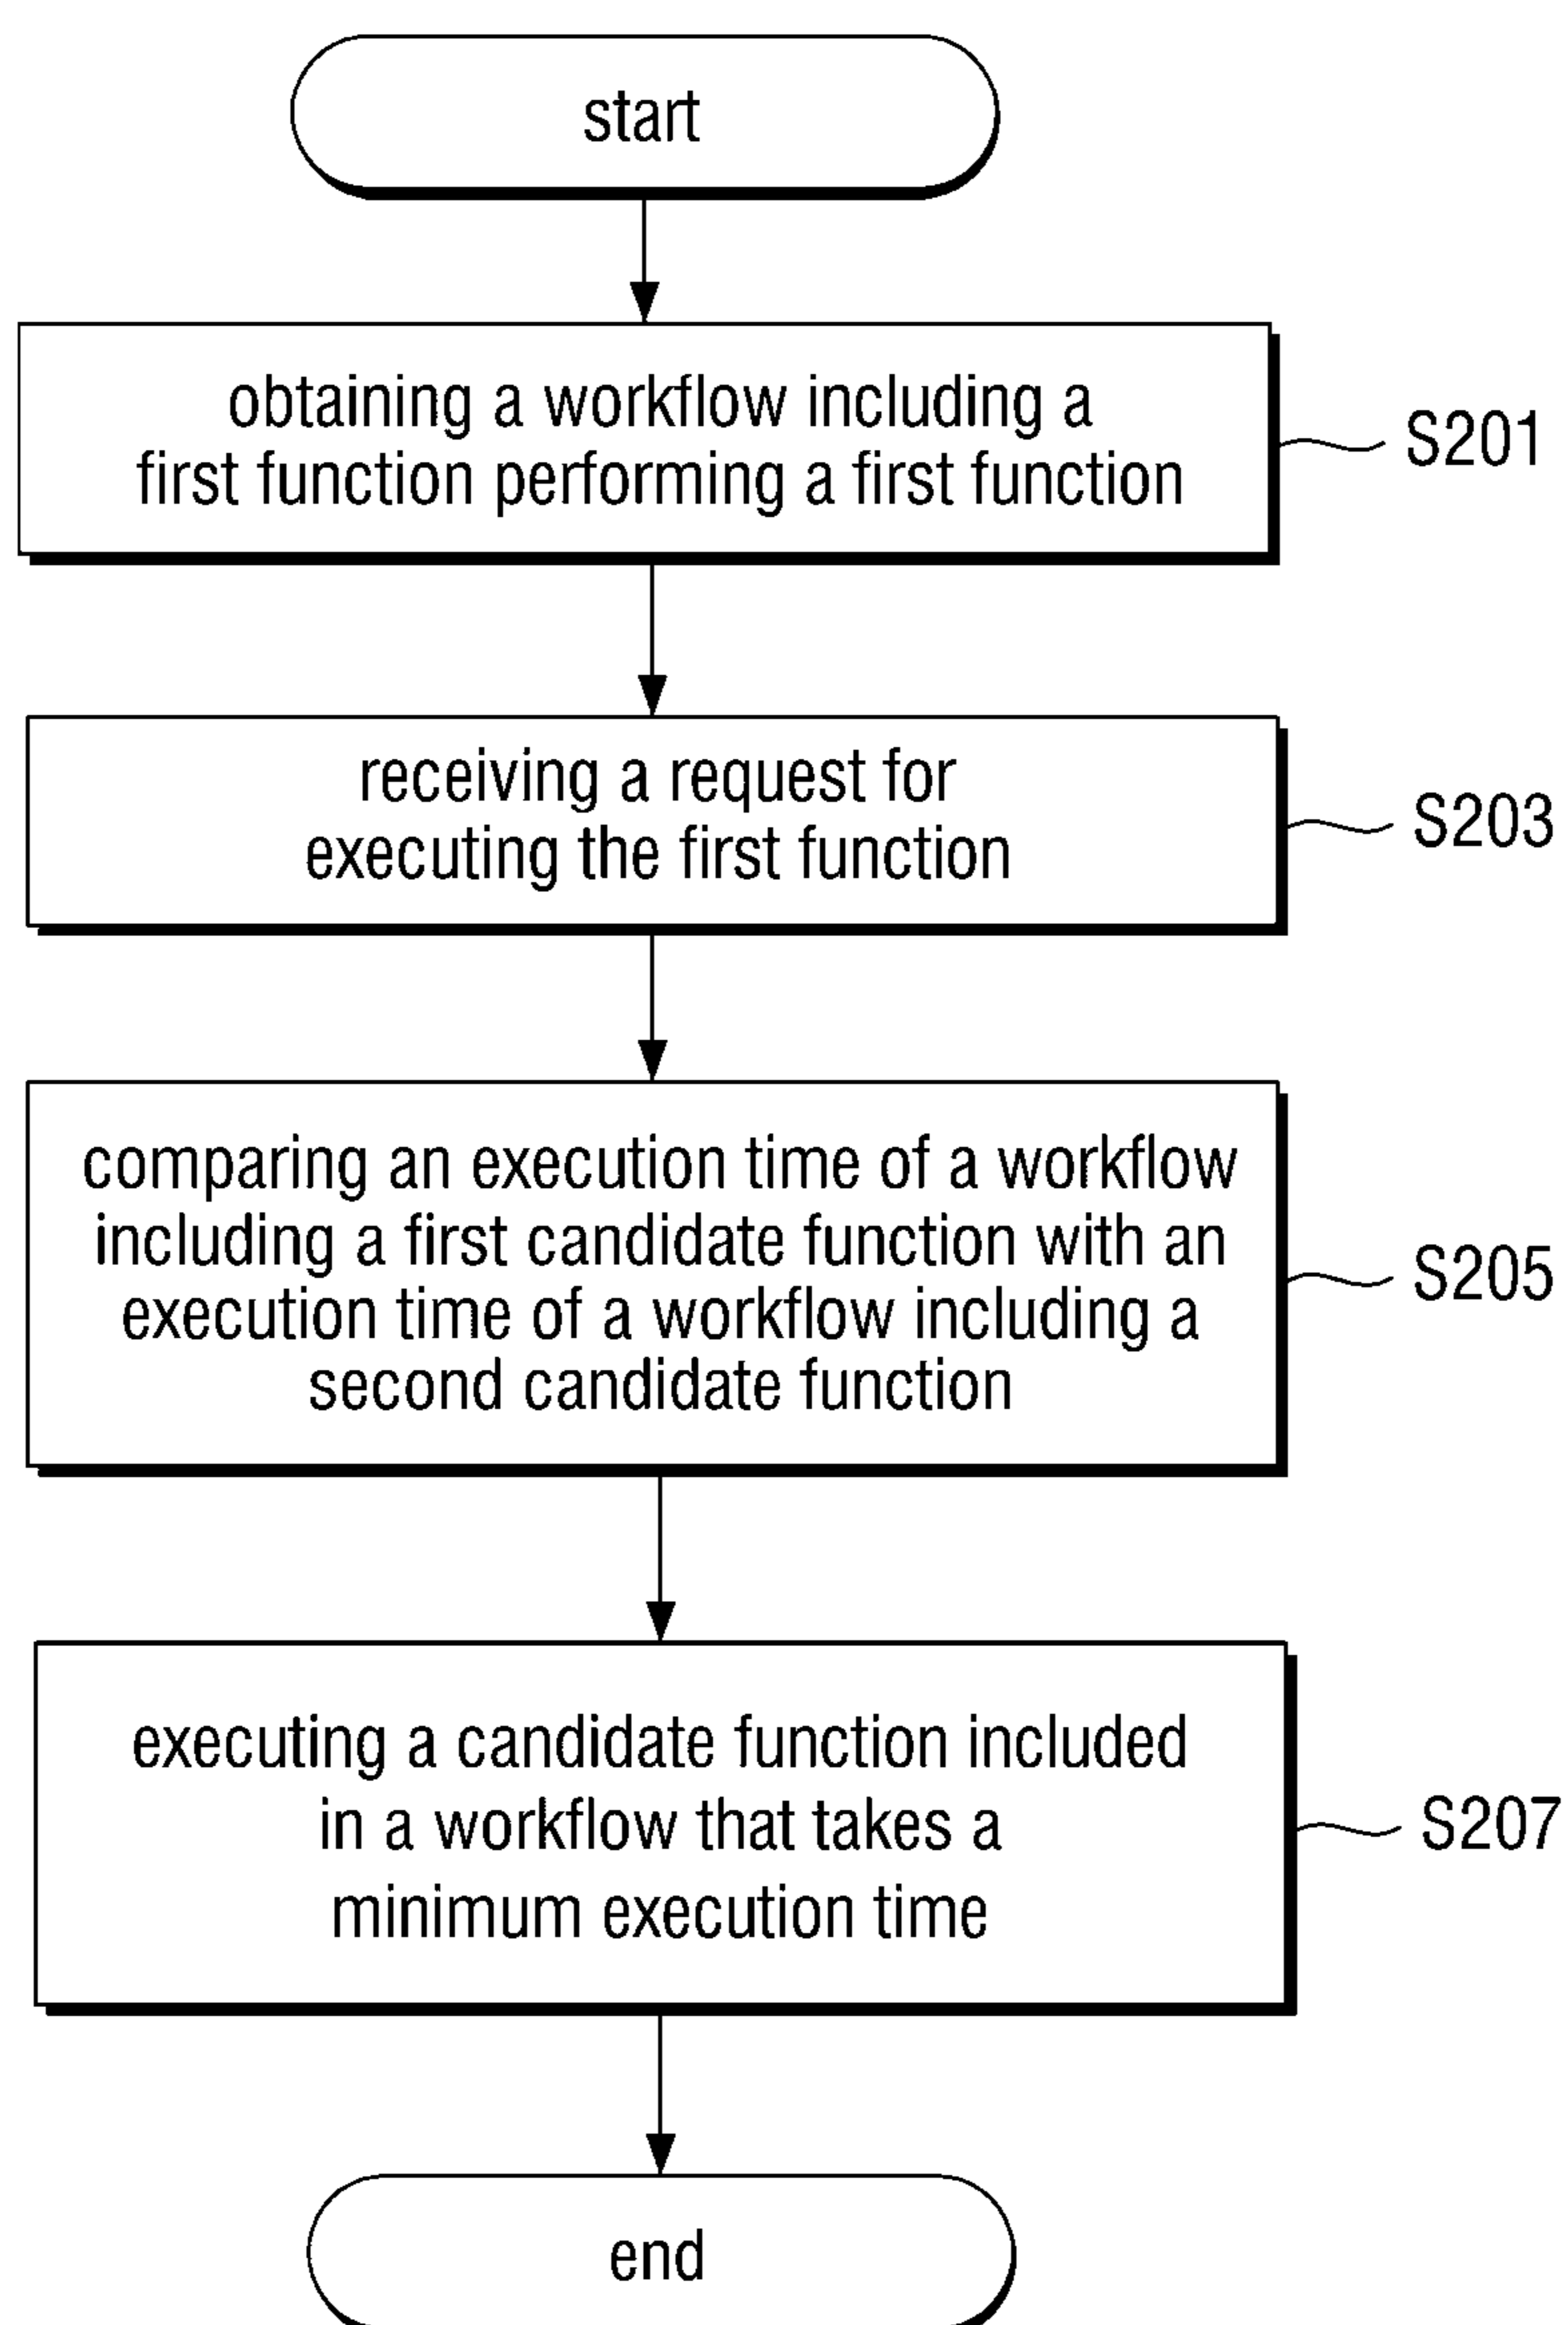 start
obtaining a workflow including a
first function performing a first function
S201
receiving a request for
executing the first function
S203
comparing an execution time of a workflow
including a first candidate function with an
execution time of a workflow including a
second candidate function
S205
executing a candidate function included
in a workflow that takes a
minimum execution time
S207
end